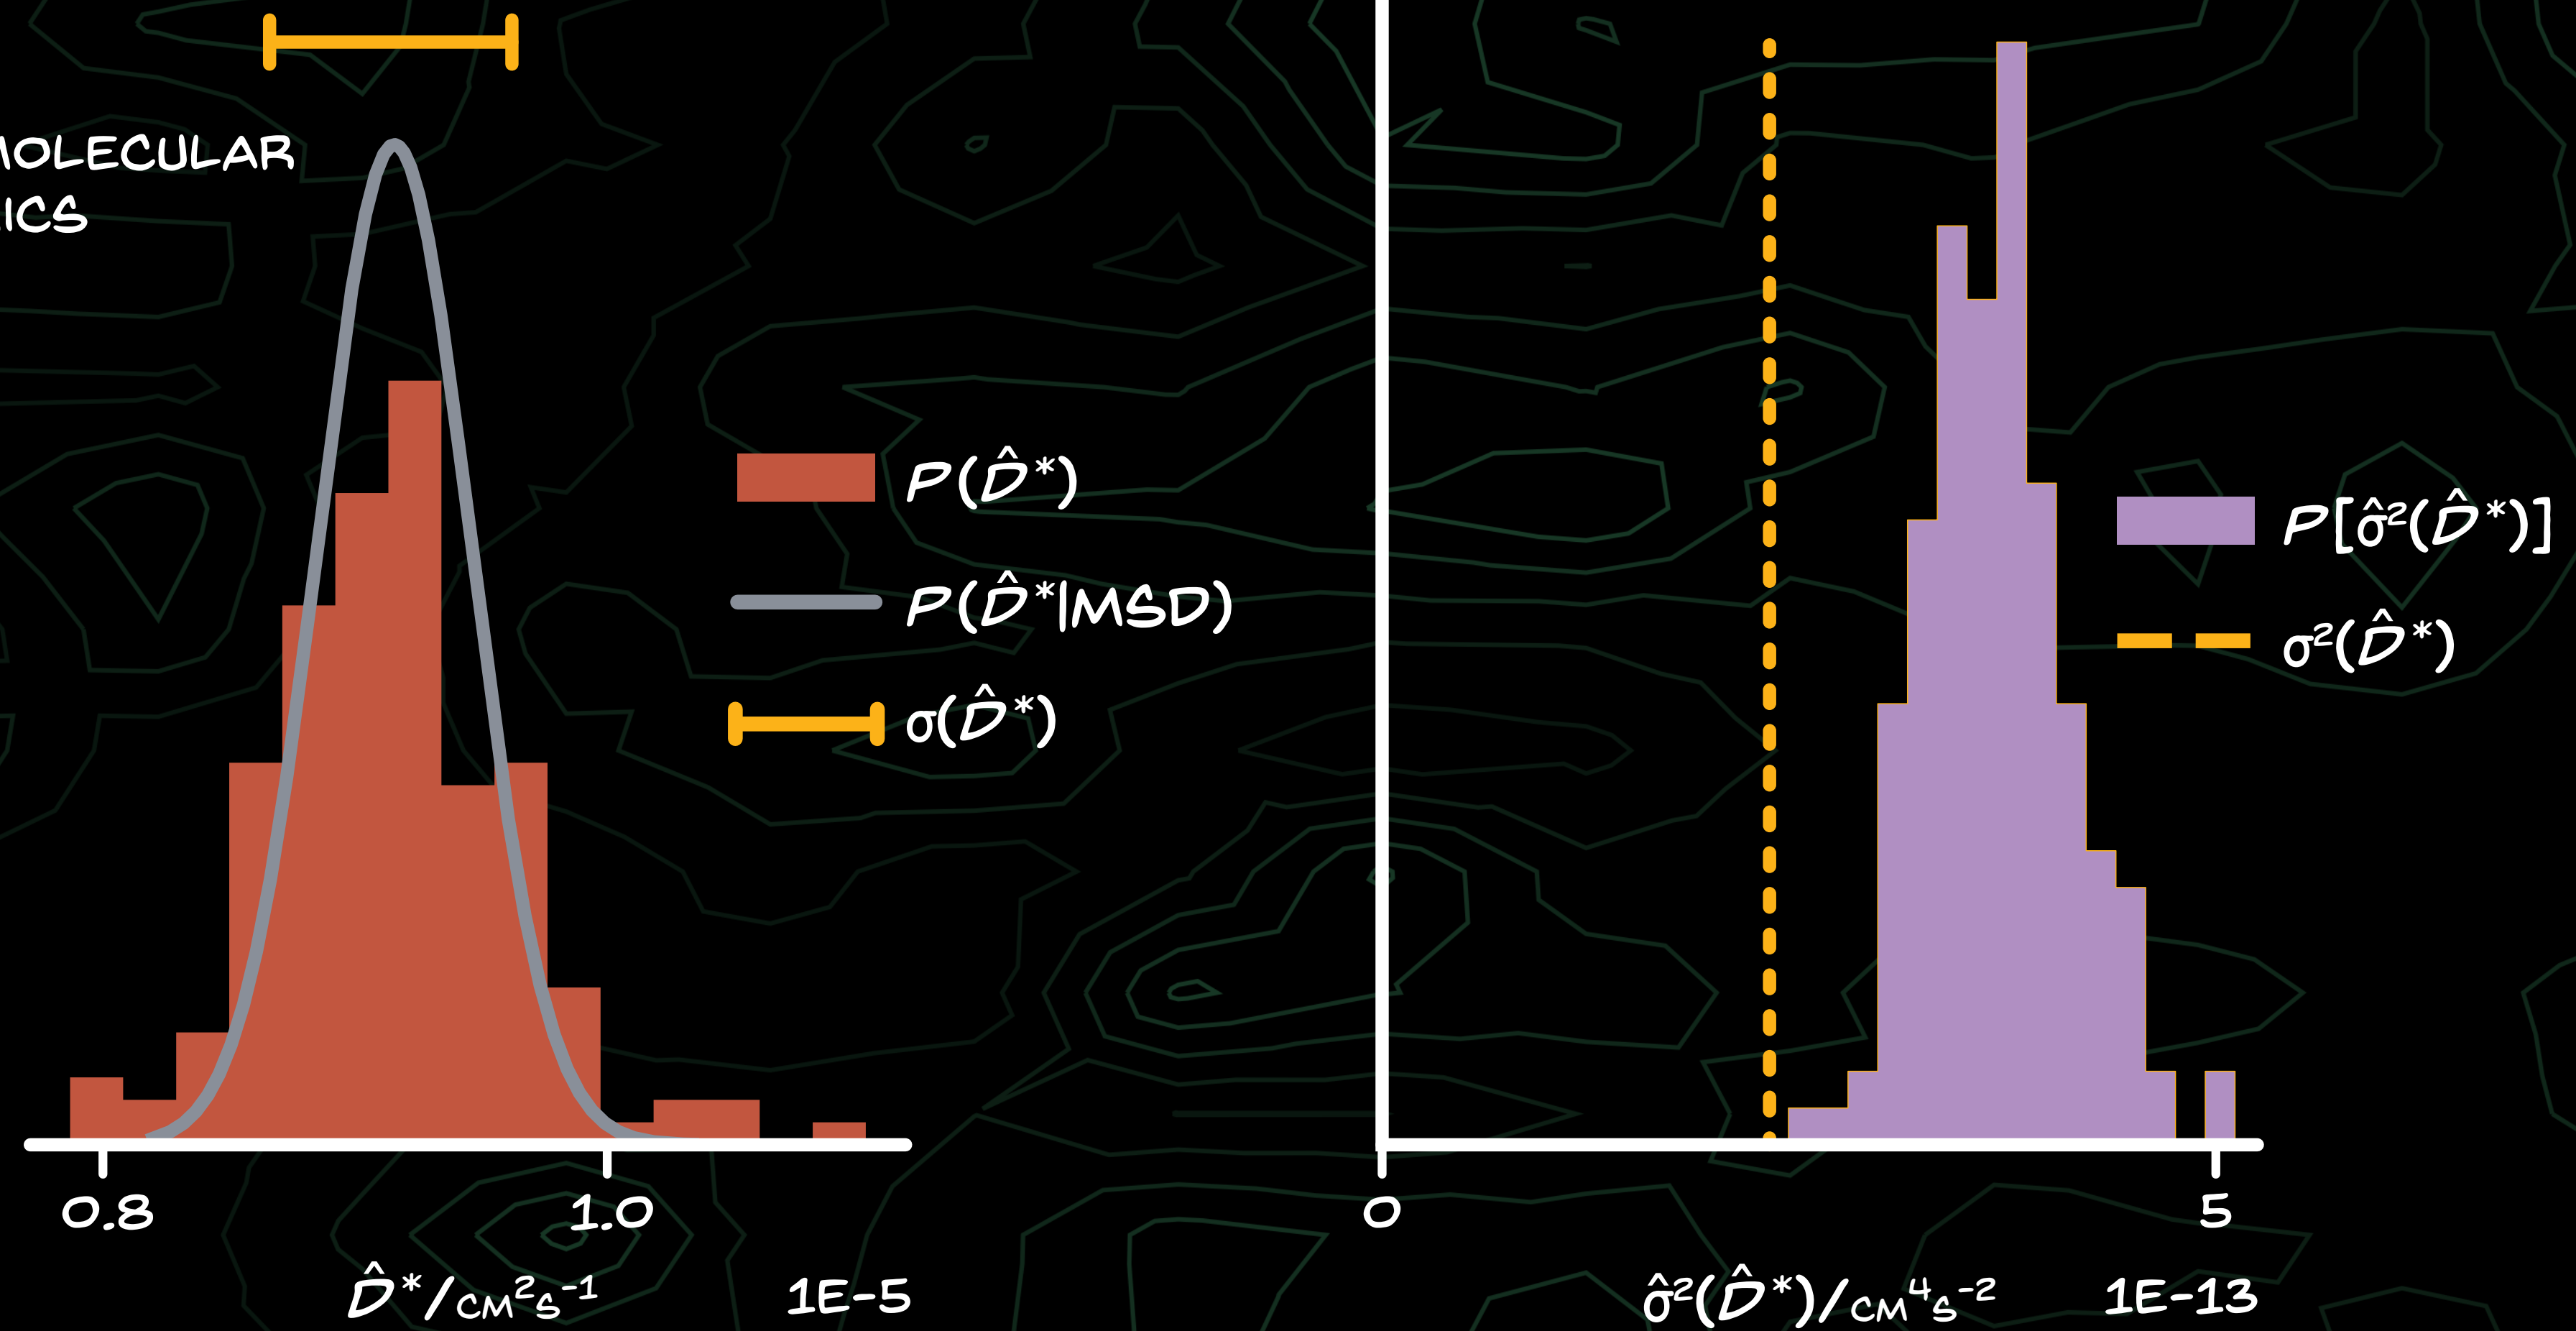 MOLECULAR
ICS
P(D̂*)
P(D̂*|MSD)
σ(D̂*)
0.8 1.0
D̂*/cm²s⁻¹ 1E-5
P[σ̂²(D̂*)]
σ²(D̂*)
0 5
σ̂²(D̂*)/cm⁴s⁻² 1E-13